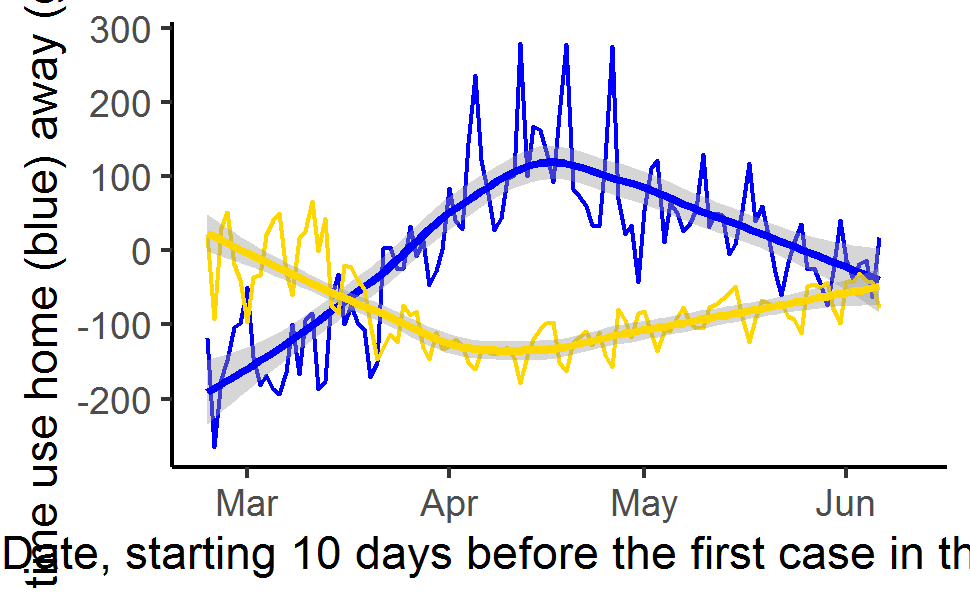 time use home (blue) away (g
300
200
100
0
-100
-200
Mar Apr May Jun
Date, starting 10 days before the first case in th